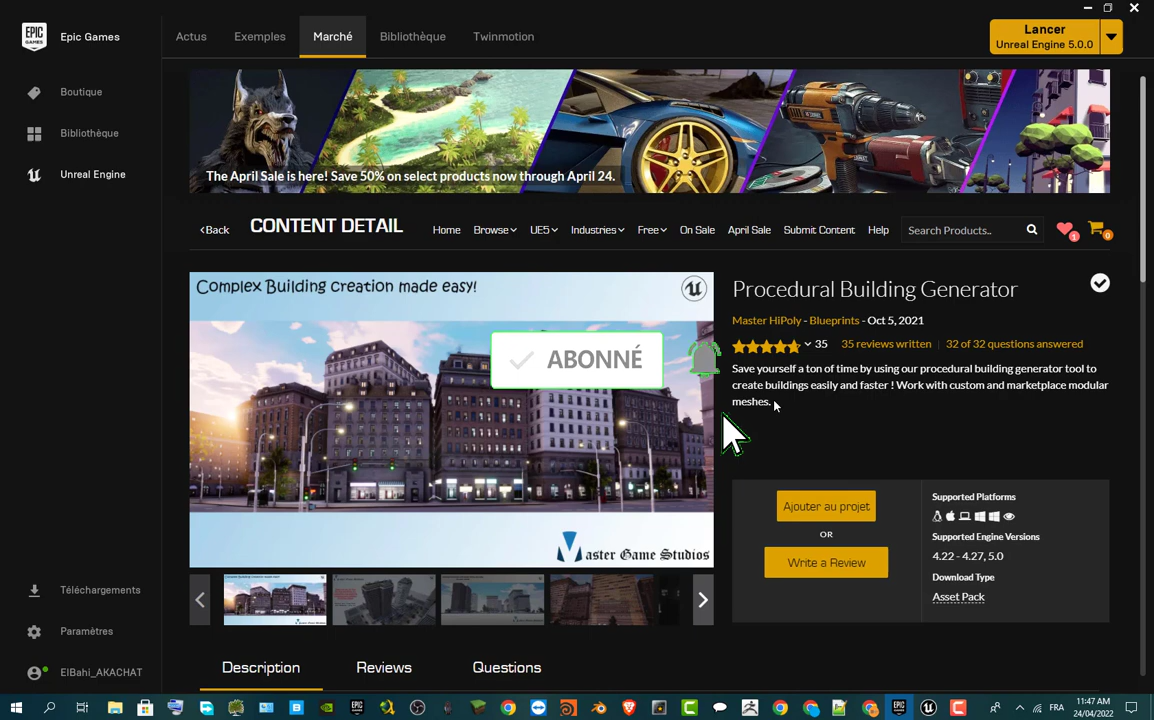 EPIC GAMES
Epic Games
Actus
Exemples
Marché
Bibliothèque
Twinmotion
Lancer
Unreal Engine 5.0.0
Boutique
Bibliothèque
Unreal Engine
The April Sale is here! Save 50% on select products now through April 24.
Back
CONTENT DETAIL
Home
Browse
UE5
Industries
Free
On Sale
April Sale
Submit Content
Help
Search Products..
1
0
Complex Building creation made easy!
ABONNÉ
Master Game Studios
Procedural Building Generator
Master HiPoly - Blueprints - Oct 5, 2021
35
35 reviews written
32 of 32 questions answered
Save yourself a ton of time by using our procedural building generator tool to
create buildings easily and faster ! Work with custom and marketplace modular
meshes.
Ajouter au projet
OR
Write a Review
Supported Platforms
Supported Engine Versions
4.22 - 4.27, 5.0
Download Type
Asset Pack
Description
Reviews
Questions
Téléchargements
Paramètres
ElBahi_AKACHAT
FRA
11:47 AM
24/04/2022